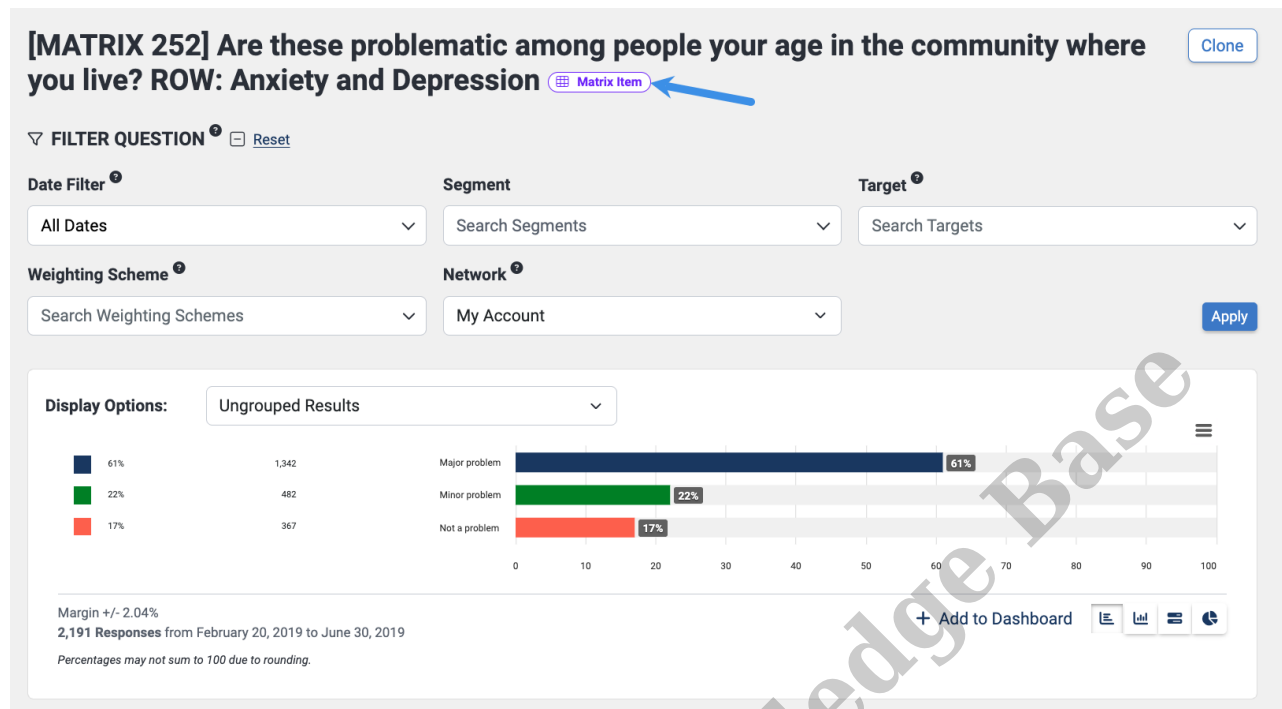 [MATRIX 252] Are these problematic among people your age in the community where
you live? ROW: Anxiety and Depression Matrix Item
Clone
FILTER QUESTION ? Reset
Date Filter ?
Segment
Target ?
All Dates
Search Segments
Search Targets
Weighting Scheme ?
Network ?
Search Weighting Schemes
My Account
Apply
Display Options:
Ungrouped Results
61% 1,342 Major problem 61%
22% 482 Minor problem 22%
17% 367 Not a problem 17%
0 10 20 30 40 50 60 70 80 90 100
Margin +/- 2.04%
2,191 Responses from February 20, 2019 to June 30, 2019
+ Add to Dashboard
Percentages may not sum to 100 due to rounding.
Base